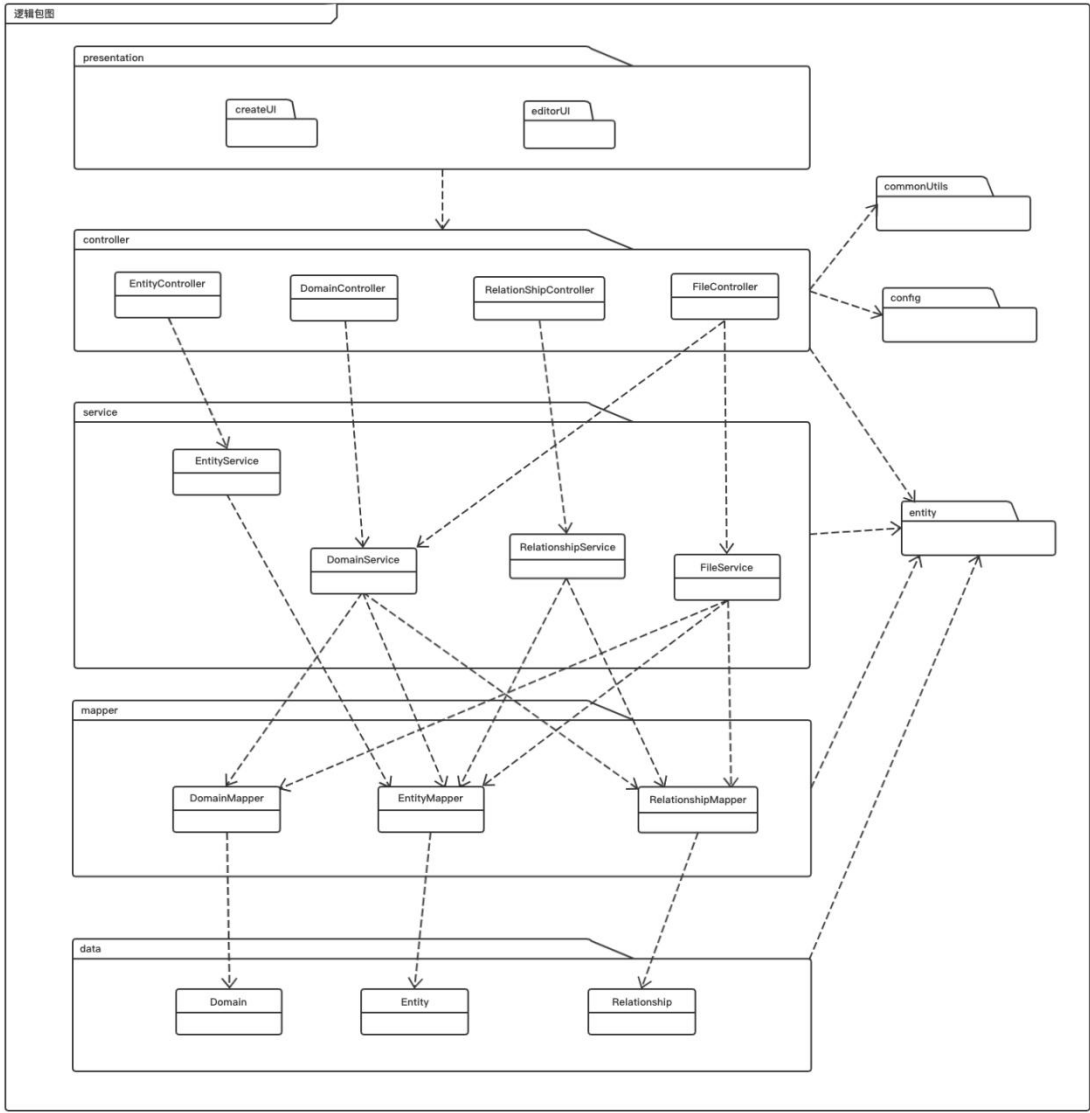 逻辑包图
presentation
createUI
editorUI
commonUtils
controller
EntityController
DomainController
RelationShipController
FileController
config
service
EntityService
entity
DomainService
RelationshipService
FileService
mapper
DomainMapper
EntityMapper
RelationshipMapper
data
Domain
Entity
Relationship